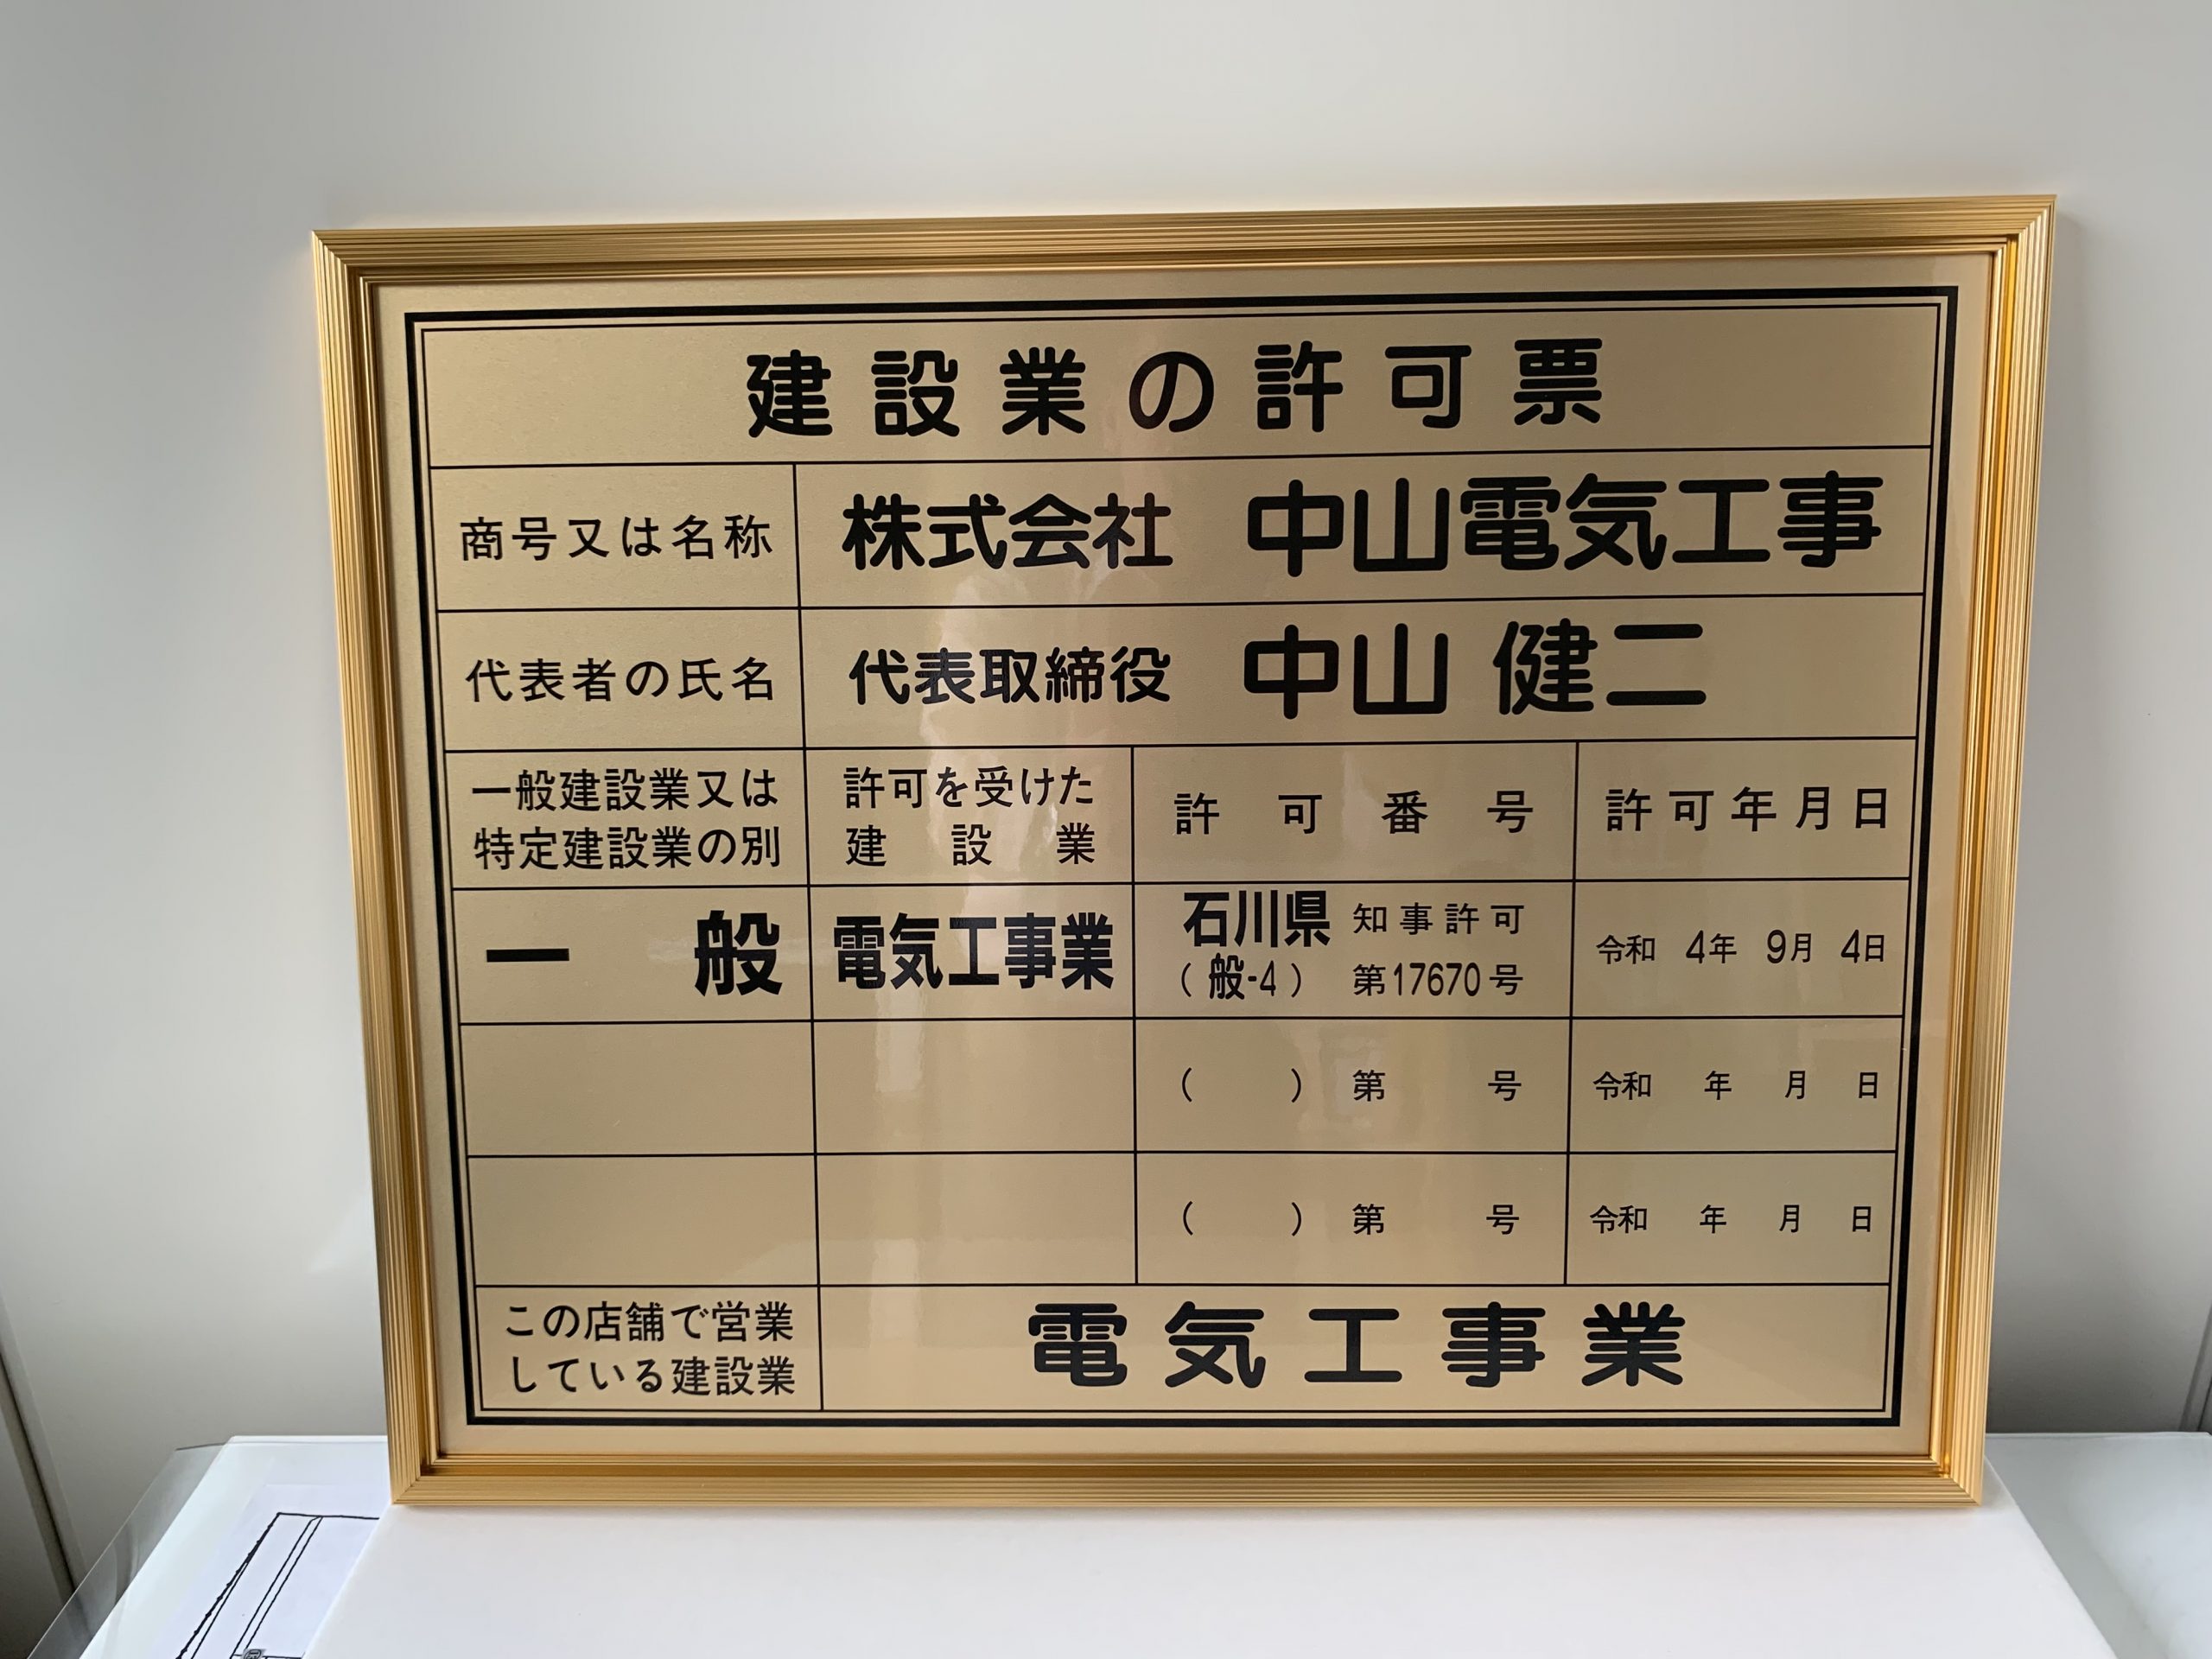 建設業の許可票
商号又は名称
株式会社 中山電気工事
代表者の氏名
代表取締役 中山 健二
一般建設業又は
特定建設業の別
許可を受けた
建設業
許可番号
許可年月日
一般
電気工事業
石川県 知事許可
(般-4) 第17670号
令和 4年 9月 4日
( ) 第 号
令和 年 月 日
( ) 第 号
令和 年 月 日
この店舗で営業
している建設業
電気工事業